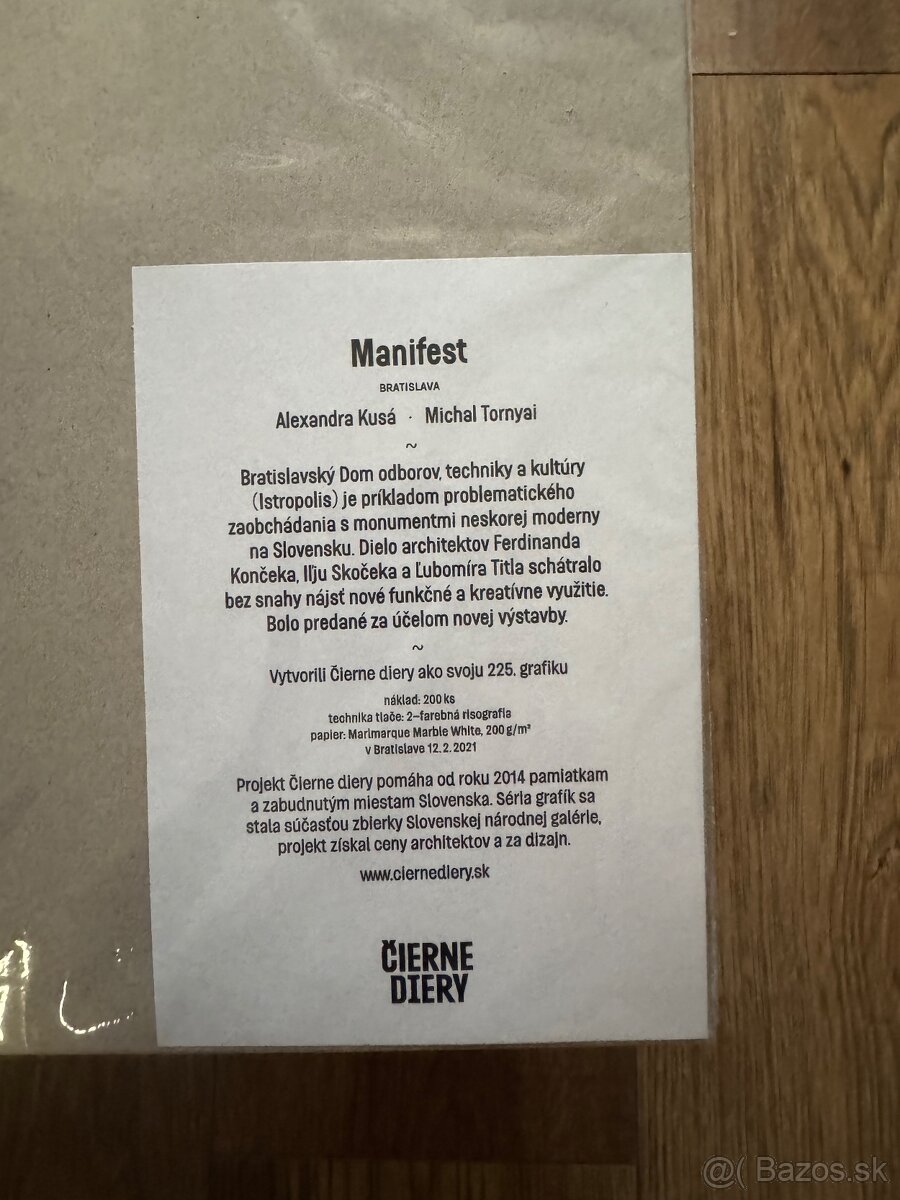 Manifest
BRATISLAVA
Alexandra Kusá · Michal Tornyai
~
Bratislavský Dom odborov, techniky a kultúry
(Istropolis) je príkladom problematického
zaobchádania s monumentmi neskorej moderny
na Slovensku. Dielo architektov Ferdinanda
Končeka, Iľju Skočeka a Ľubomíra Titla schátralo
bez snahy nájsť nové funkčné a kreatívne využitie.
Bolo predané za účelom novej výstavby.
~
Vytvorili Čierne diery ako svoju 225. grafiku
náklad: 200 ks
technika tlače: 2–farebná risografia
papier: Marlmarque Marble White, 200 g/m²
v Bratislave 12. 2. 2021
Projekt Čierne diery pomáha od roku 2014 pamiatkam
a zabudnutým miestam Slovenska. Séria grafík sa
stala súčasťou zbierky Slovenskej národnej galérie,
projekt získal ceny architektov a za dizajn.
www.ciernediery.sk
ČIERNE
DIERY
@( Bazos.sk